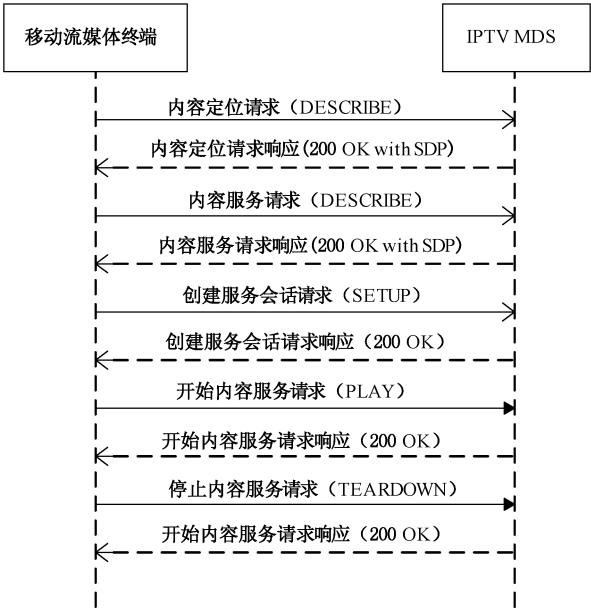 移动流媒体终端
IPTV MDS
内容定位请求（DESCRIBE）
内容定位请求响应(200 OK with SDP)
内容服务请求（DESCRIBE）
内容服务请求响应(200 OK with SDP)
创建服务会话请求（SETUP）
创建服务会话请求响应（200 OK）
开始内容服务请求（PLAY）
开始内容服务请求响应（200 OK）
停止内容服务请求（TEARDOWN）
开始内容服务请求响应（200 OK）